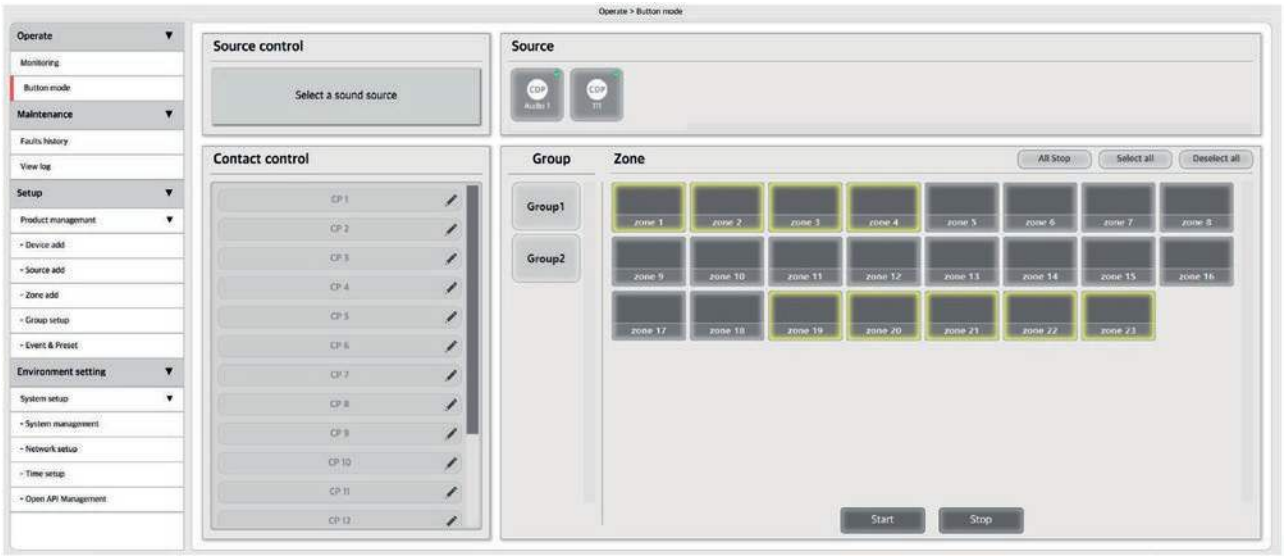 Operate > Button mode
Operate
Monitoring
Button mode
Maintenance
Faults history
View log
Setup
Product management
- Device add
- Source add
- Zone add
- Group setup
- Event & Preset
Environment setting
System setup
- System management
- Network setup
- Time setup
- Open API Management
Source control
Select a sound source
Source
CDP
Audio 1
CDP
111
Contact control
CP 1
CP 2
CP 3
CP 4
CP 5
CP 6
CP 7
CP 8
CP 9
CP 10
CP 11
CP 12
Group
Group1
Group2
Zone
All Stop
Select all
Deselect all
zone 1
zone 2
zone 3
zone 4
zone 5
zone 6
zone 7
zone 8
zone 9
zone 10
zone 11
zone 12
zone 13
zone 14
zone 15
zone 16
zone 17
zone 18
zone 19
zone 20
zone 21
zone 22
zone 23
Start
Stop